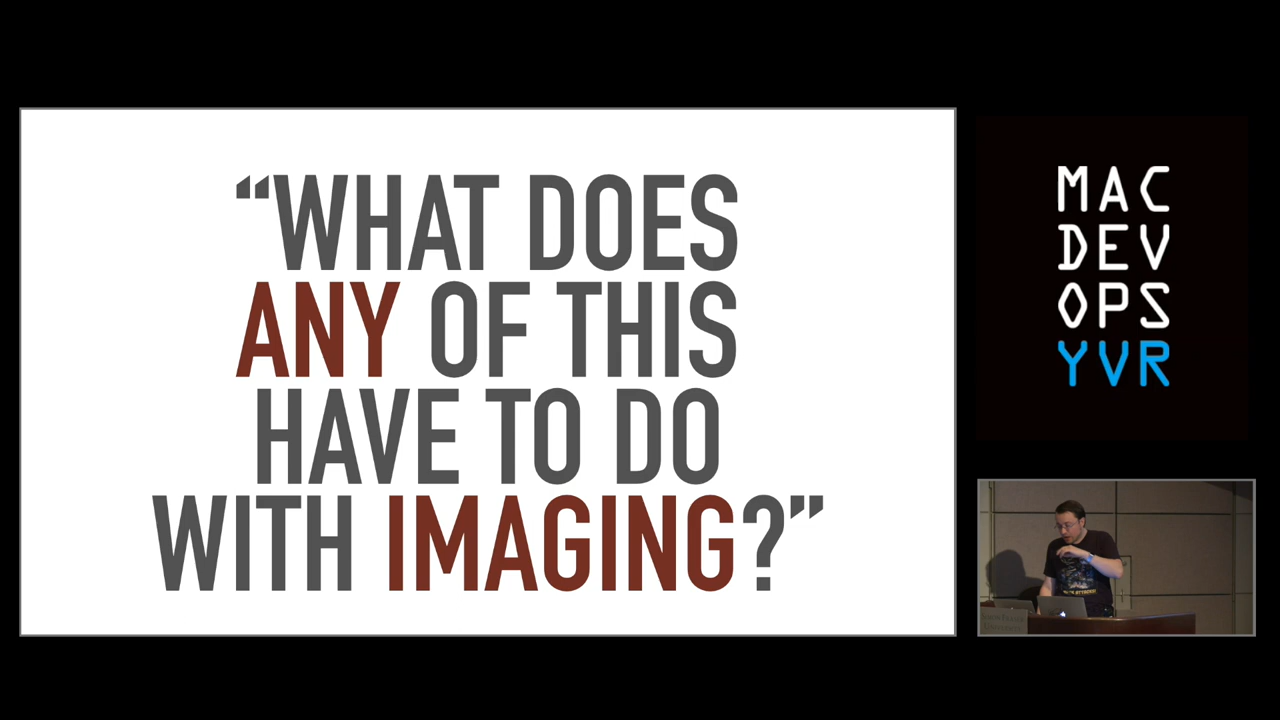 “WHAT DOES
ANY OF THIS
HAVE TO DO
WITH IMAGING?”
MAC
DEV
OPS
YVR